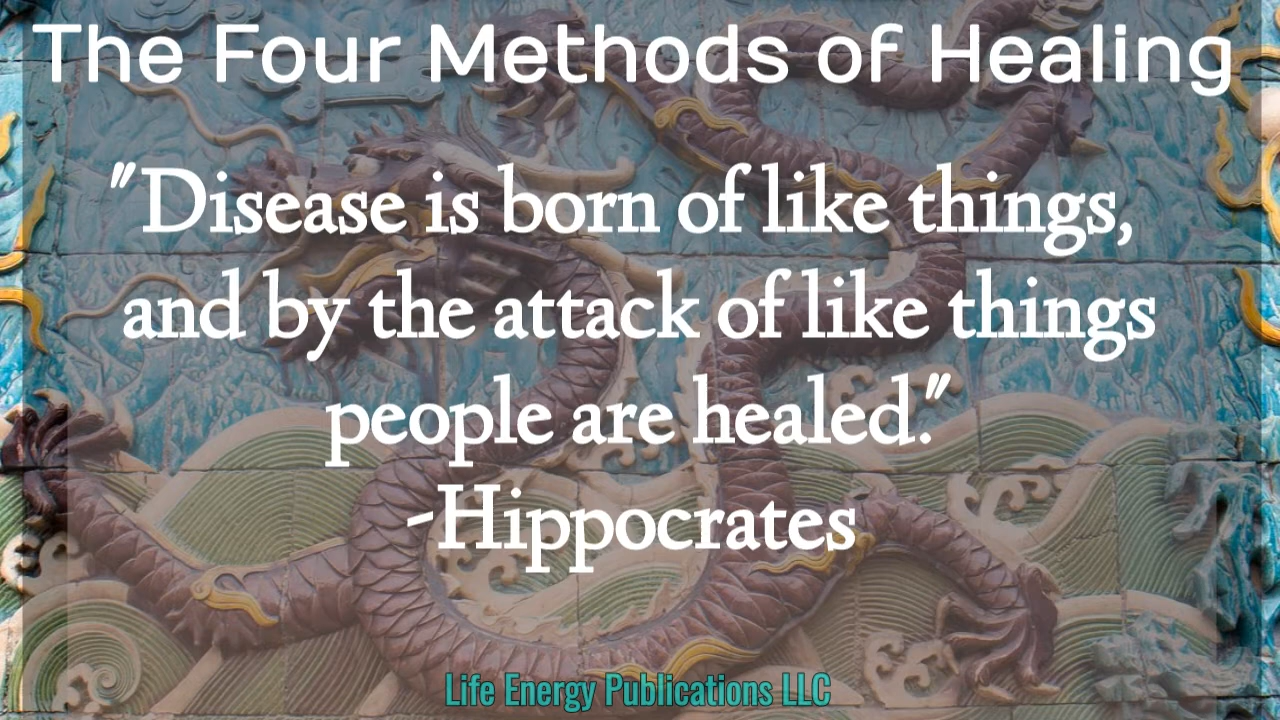 The Four Methods of Healing
"Disease is born of like things,
and by the attack of like things
people are healed."
-Hippocrates
Life Energy Publications LLC